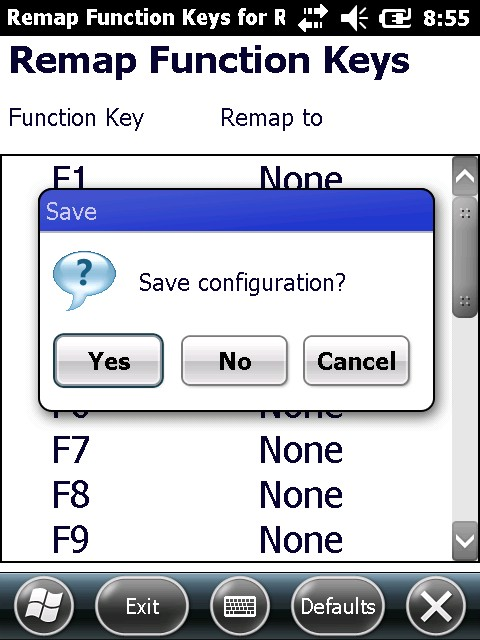 Remap Function Keys for R 8:55
Remap Function Keys
Function Key Remap to
F1 None
Save
?
Save configuration?
Yes No Cancel
F7 None
F8 None
F9 None
Exit Defaults